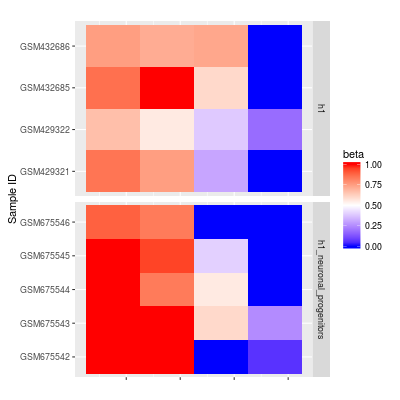 Sample ID
GSM432686
GSM432685
GSM429322
GSM429321
h1
GSM675546
GSM675545
GSM675544
GSM675543
GSM675542
h1_neuronal_progenitors
beta
1.00
0.75
0.50
0.25
0.00